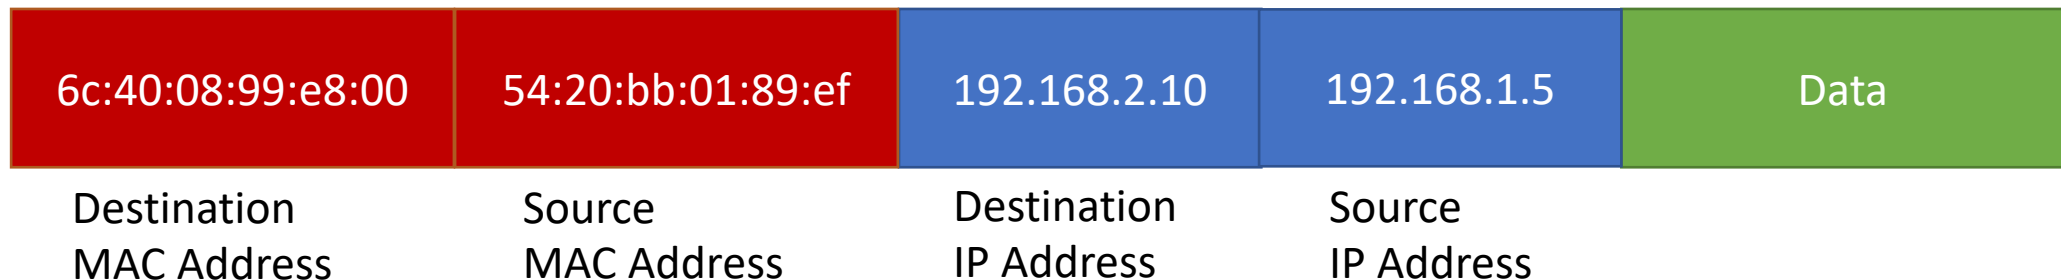 6c:40:08:99:e8:00
54:20:bb:01:89:ef
192.168.2.10
192.168.1.5
Data
Destination
MAC Address
Source
MAC Address
Destination
IP Address
Source
IP Address